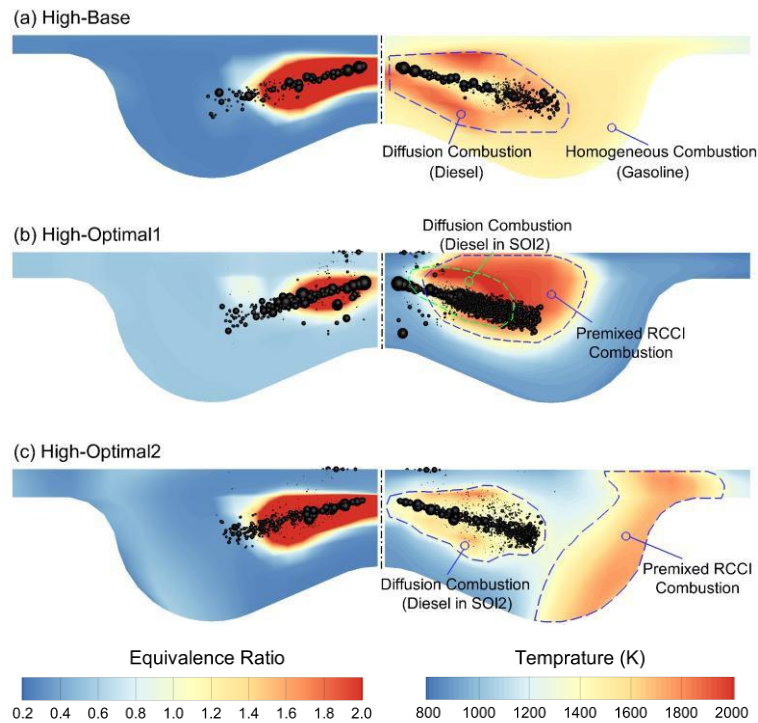 (a) High-Base
Diffusion Combustion
(Diesel)
Homogeneous Combustion
(Gasoline)
(b) High-Optimal1
Diffusion Combustion
(Diesel in SOI2)
Premixed RCCI
Combustion
(c) High-Optimal2
Diffusion Combustion
(Diesel in SOI2)
Premixed RCCI
Combustion
Equivalence Ratio
0.2 0.4 0.6 0.8 1.2 1.4 1.6 1.8 2.0
Temprature (K)
800 1000 1200 1400 1600 1800 2000